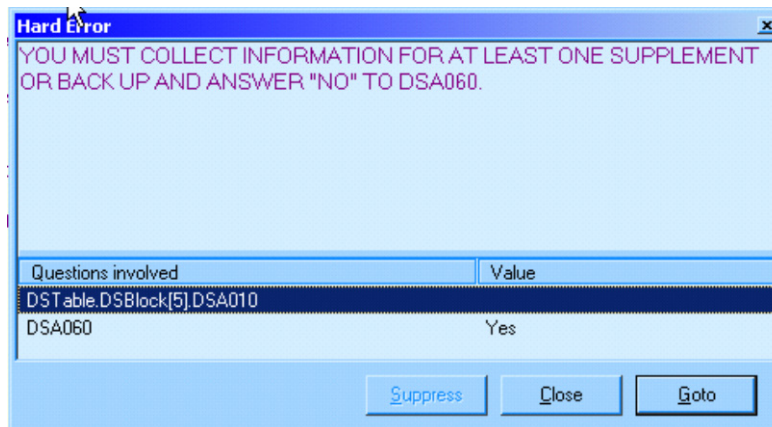 Hard Error
YOU MUST COLLECT INFORMATION FOR AT LEAST ONE SUPPLEMENT
OR BACK UP AND ANSWER "NO" TO DSA060.
Questions involved Value
DSTable.DSBlock[5].DSA010
DSA060 Yes
Suppress Close Goto